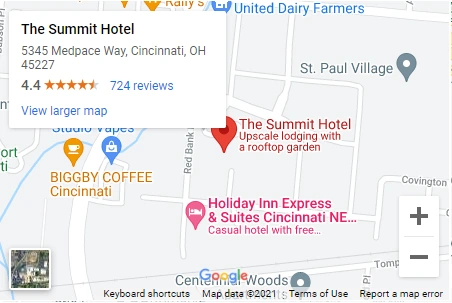 Rally's
United Dairy Farmers
The Summit Hotel
5345 Medpace Way, Cincinnati, OH
45227
4.4
724 reviews
View larger map
St. Paul Village
The Summit Hotel
Upscale lodging with
a rooftop garden
Studio Vapes
Red Bank
BIGGBY COFFEE
Cincinnati
Covington
Holiday Inn Express
& Suites Cincinnati NE...
Casual hotel with free...
Google
Centennial Woods
Keyboard shortcuts
Map data ©2021
Terms of Use
Report a map error